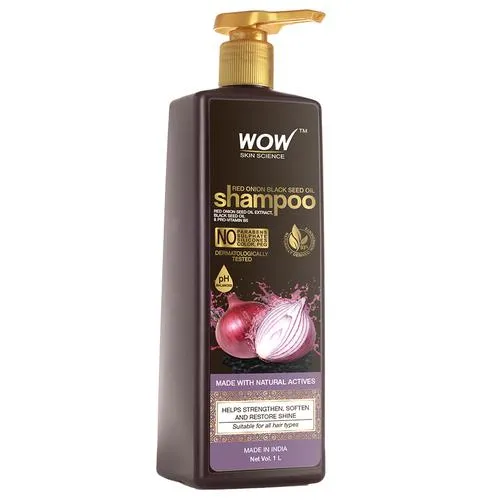 WOW™
SKIN SCIENCE
RED ONION BLACK SEED OIL
shampoo
RED ONION SEED OIL EXTRACT,
BLACK SEED OIL
& PRO-VITAMIN B5
NO PARABENS
SULPHATE
SILICONES
COLOR, PEG
DERMATOLOGICALLY
TESTED
pH
BALANCED
MADE WITH NATURAL ACTIVES
HELPS STRENGTHEN, SOFTEN
AND RESTORE SHINE
Suitable for all hair types
MADE IN INDIA
Net Vol. 1 L